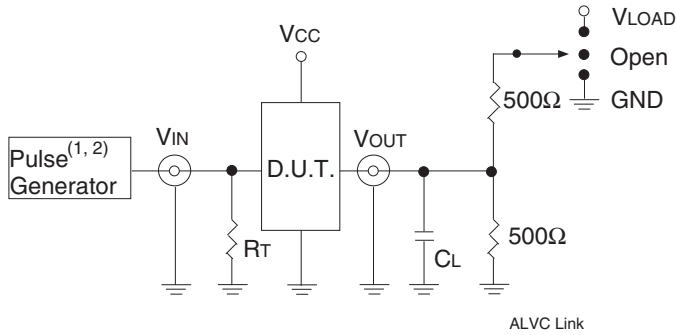 VLOAD
VCC
Open
500Ω
GND
VIN
VOUT
Pulse(1, 2)
Generator
D.U.T.
RT
CL
500Ω
ALVC Link